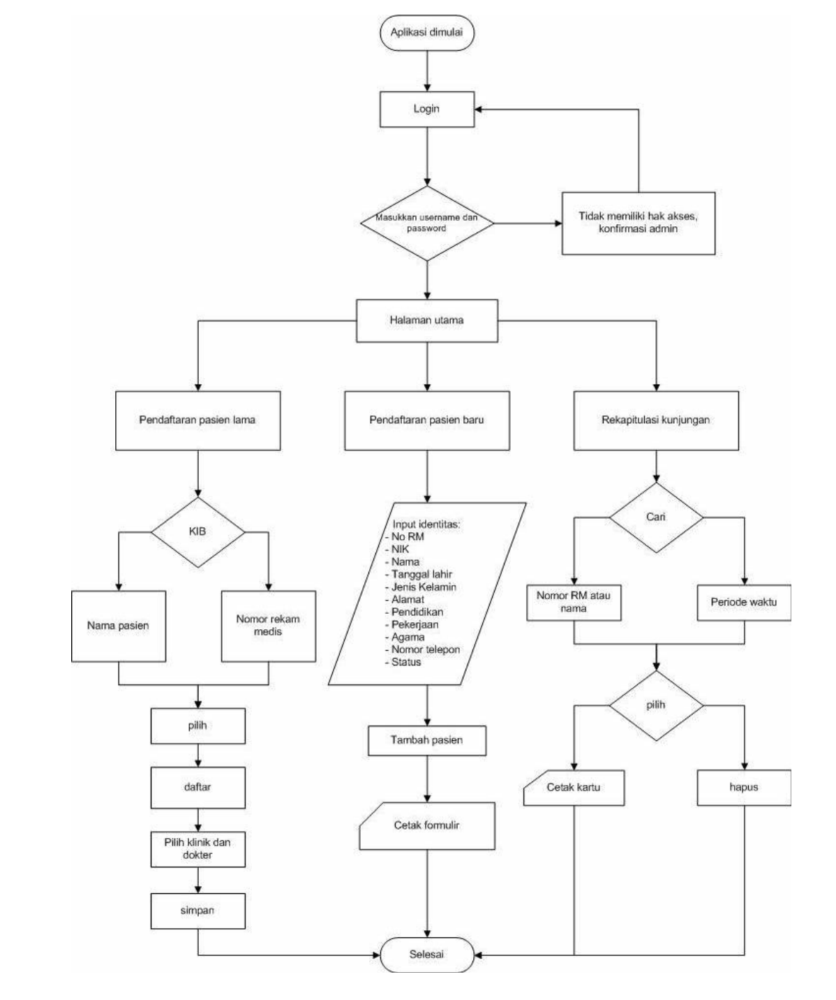 Aplikasi dimulai
Login
Masukkan username dan
password
Tidak memiliki hak akses,
konfirmasi admin
Halaman utama
Pendaftaran pasien lama
Pendaftaran pasien baru
Rekapitulasi kunjungan
KIB
Nama pasien
Nomor rekam
medis
pilih
daftar
Pilih klinik dan
dokter
simpan
Input identitas:
- No RM
- NIK
- Nama
- Tanggal lahir
- Jenis Kelamin
- Alamat
- Pendidikan
- Pekerjaan
- Agama
- Nomor telepon
- Status
Tambah pasien
Cetak formulir
Cari
Nomor RM atau
nama
Periode waktu
pilih
Cetak kartu
hapus
Selesai